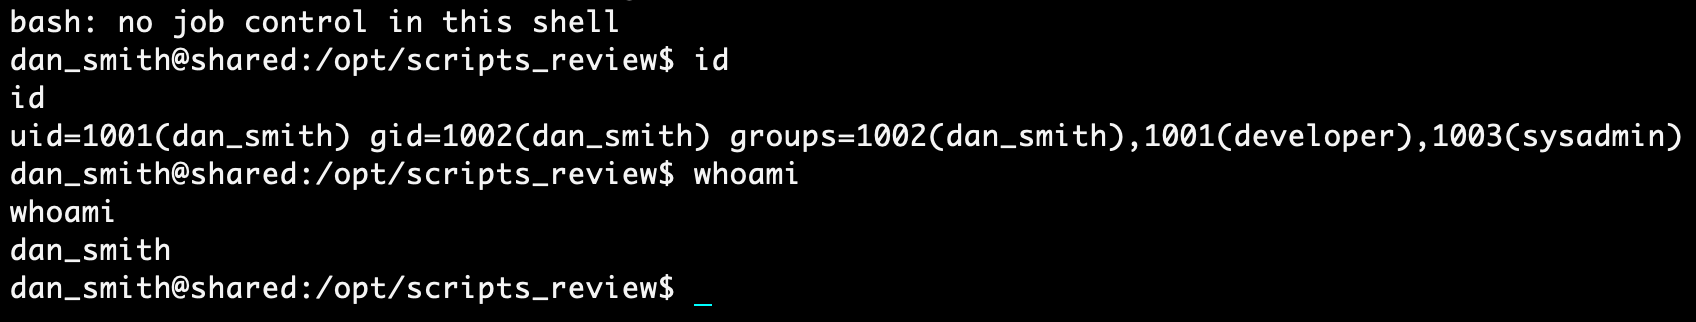 bash: no job control in this shell
dan_smith@shared:/opt/scripts_review$ id
id
uid=1001(dan_smith) gid=1002(dan_smith) groups=1002(dan_smith),1001(developer),1003(sysadmin)
dan_smith@shared:/opt/scripts_review$ whoami
whoami
dan_smith
dan_smith@shared:/opt/scripts_review$ _